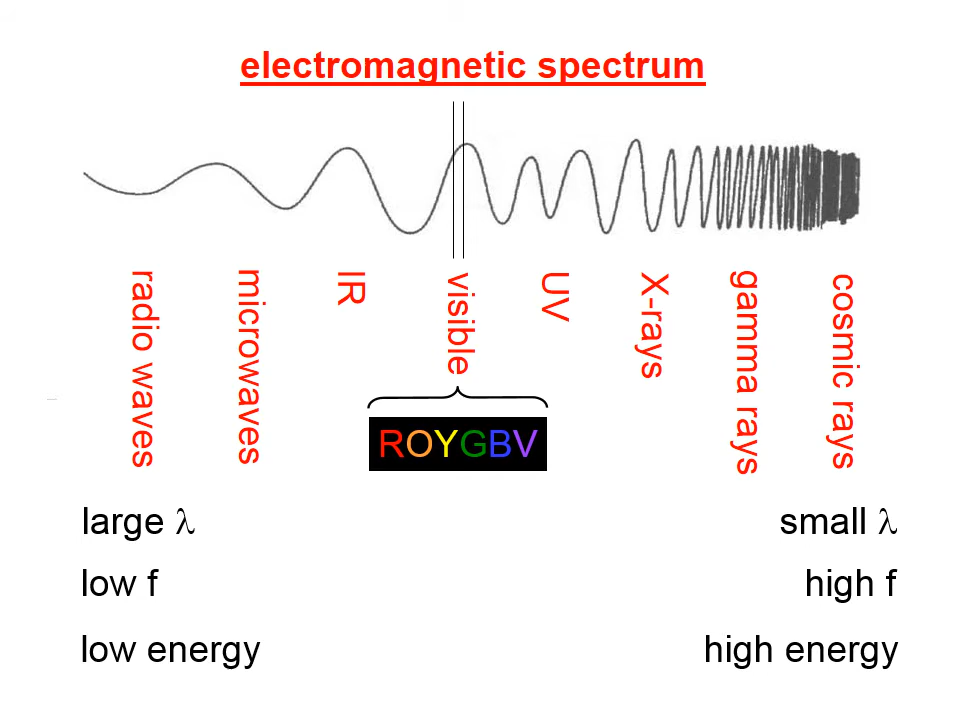 electromagnetic spectrum
radio waves
microwaves
IR
visible
UV
X-rays
gamma rays
cosmic rays
ROYGBV
large λ
small λ
low f
high f
low energy
high energy